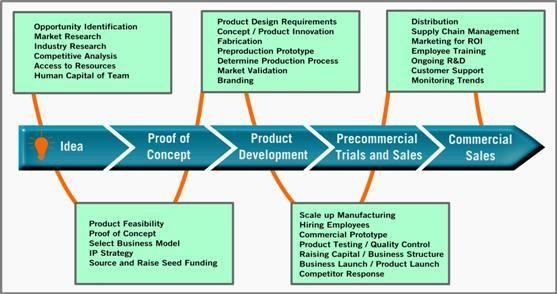 Opportunity Identification
Market Research
Industry Research
Competitive Analysis
Access to Resources
Human Capital of Team
Product Design Requirements
Concept / Product Innovation
Fabrication
Preproduction Prototype
Determine Production Process
Market Validation
Branding
Distribution
Supply Chain Management
Marketing for ROI
Employee Training
Ongoing R&D
Customer Support
Monitoring Trends
Idea
Proof of
Concept
Product
Development
Precommercial
Trials and Sales
Commercial
Sales
Product Feasibility
Proof of Concept
Select Business Model
IP Strategy
Source and Raise Seed Funding
Scale up Manufacturing
Hiring Employees
Commercial Prototype
Product Testing / Quality Control
Raising Capital / Business Structure
Business Launch / Product Launch
Competitor Response